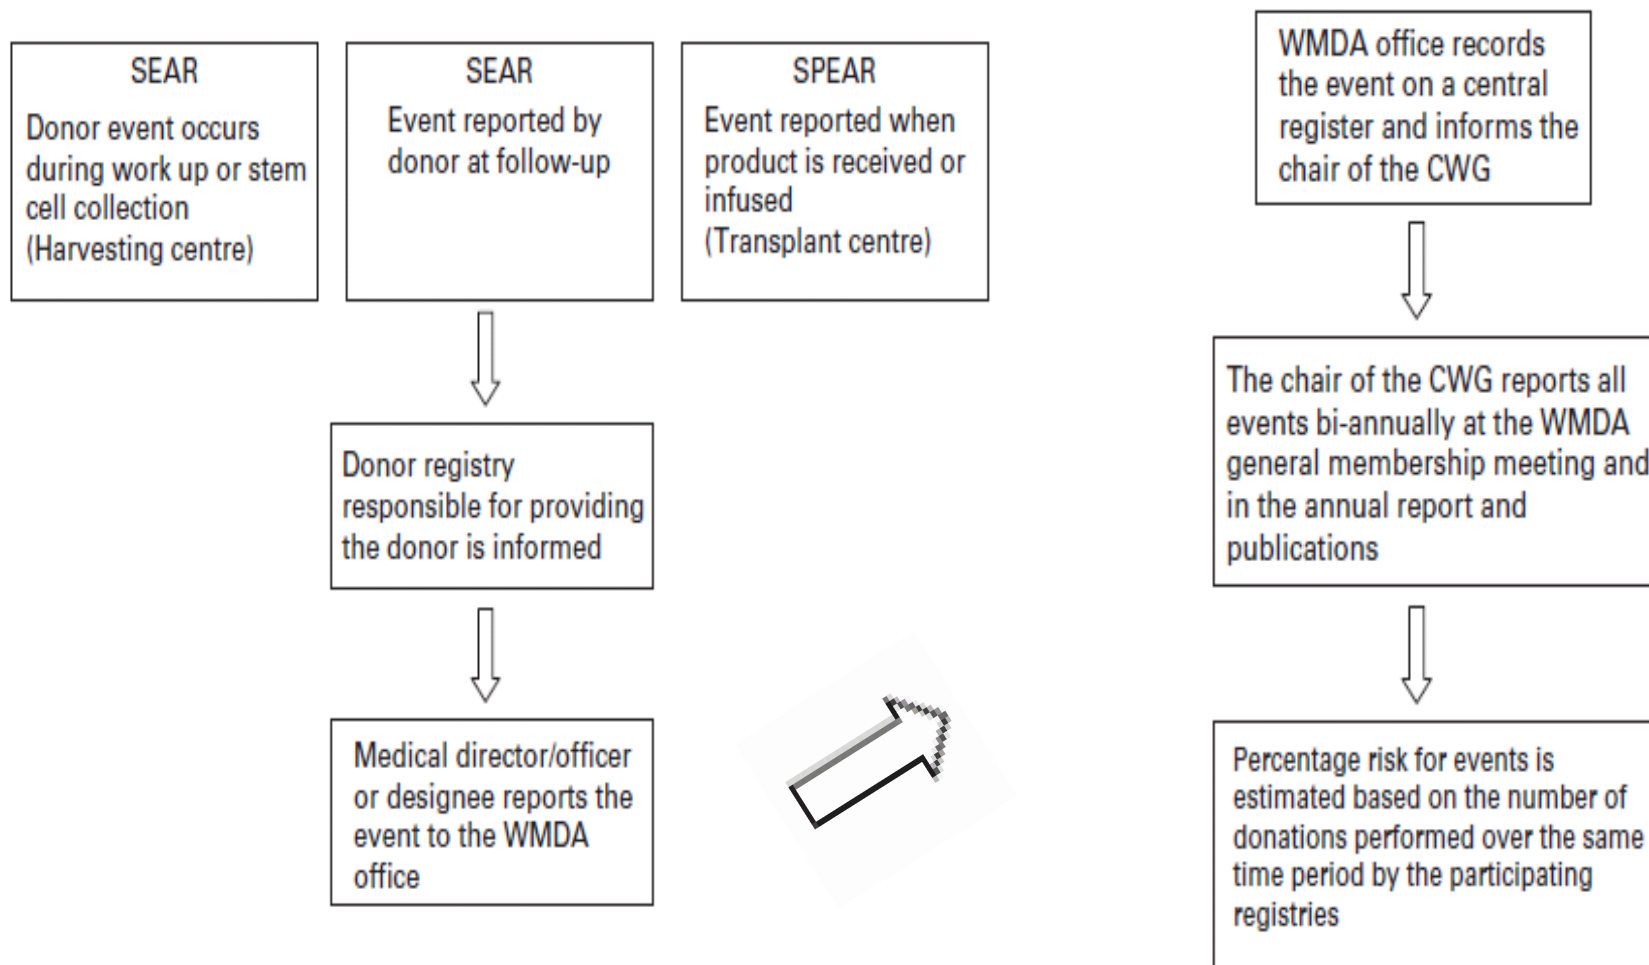 SEAR
Donor event occurs
during work up or stem
cell collection
(Harvesting centre)
SEAR
Event reported by
donor at follow-up
SPEAR
Event reported when
product is received or
infused
(Transplant centre)
Donor registry
responsible for providing
the donor is informed
Medical director/officer
or designee reports the
event to the WMDA
office
WMDA office records
the event on a central
register and informs the
chair of the CWG
The chair of the CWG reports all
events bi-annually at the WMDA
general membership meeting and
in the annual report and
publications
Percentage risk for events is
estimated based on the number of
donations performed over the same
time period by the participating
registries